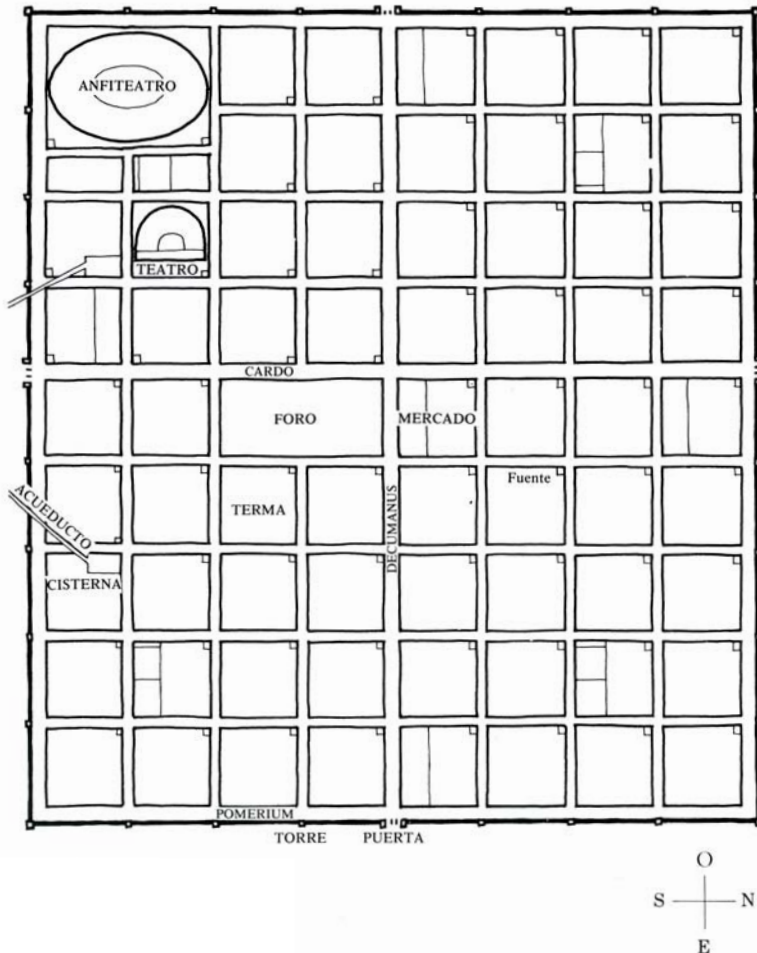 ANFITEATRO
TEATRO
CARDO
FORO
MERCADO
Fuente
TERMA
DECUMANUS
ACUEDUCTO
CISTERNA
POMERIUM
TORRE PUERTA
O
S N
E